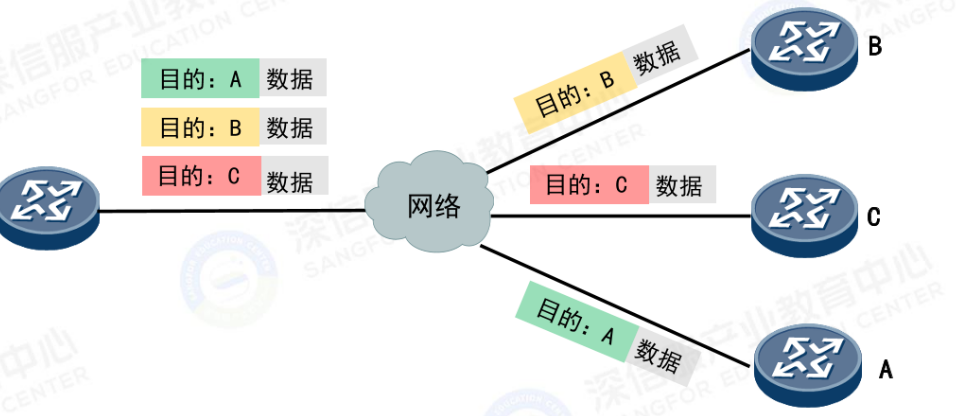 目的：A 数据
目的：B 数据
目的：C 数据
网络
目的：B 数据
B
目的：C 数据
C
目的：A 数据
A
深信服产业教育中心
SANGFOR EDUCATION CENTER